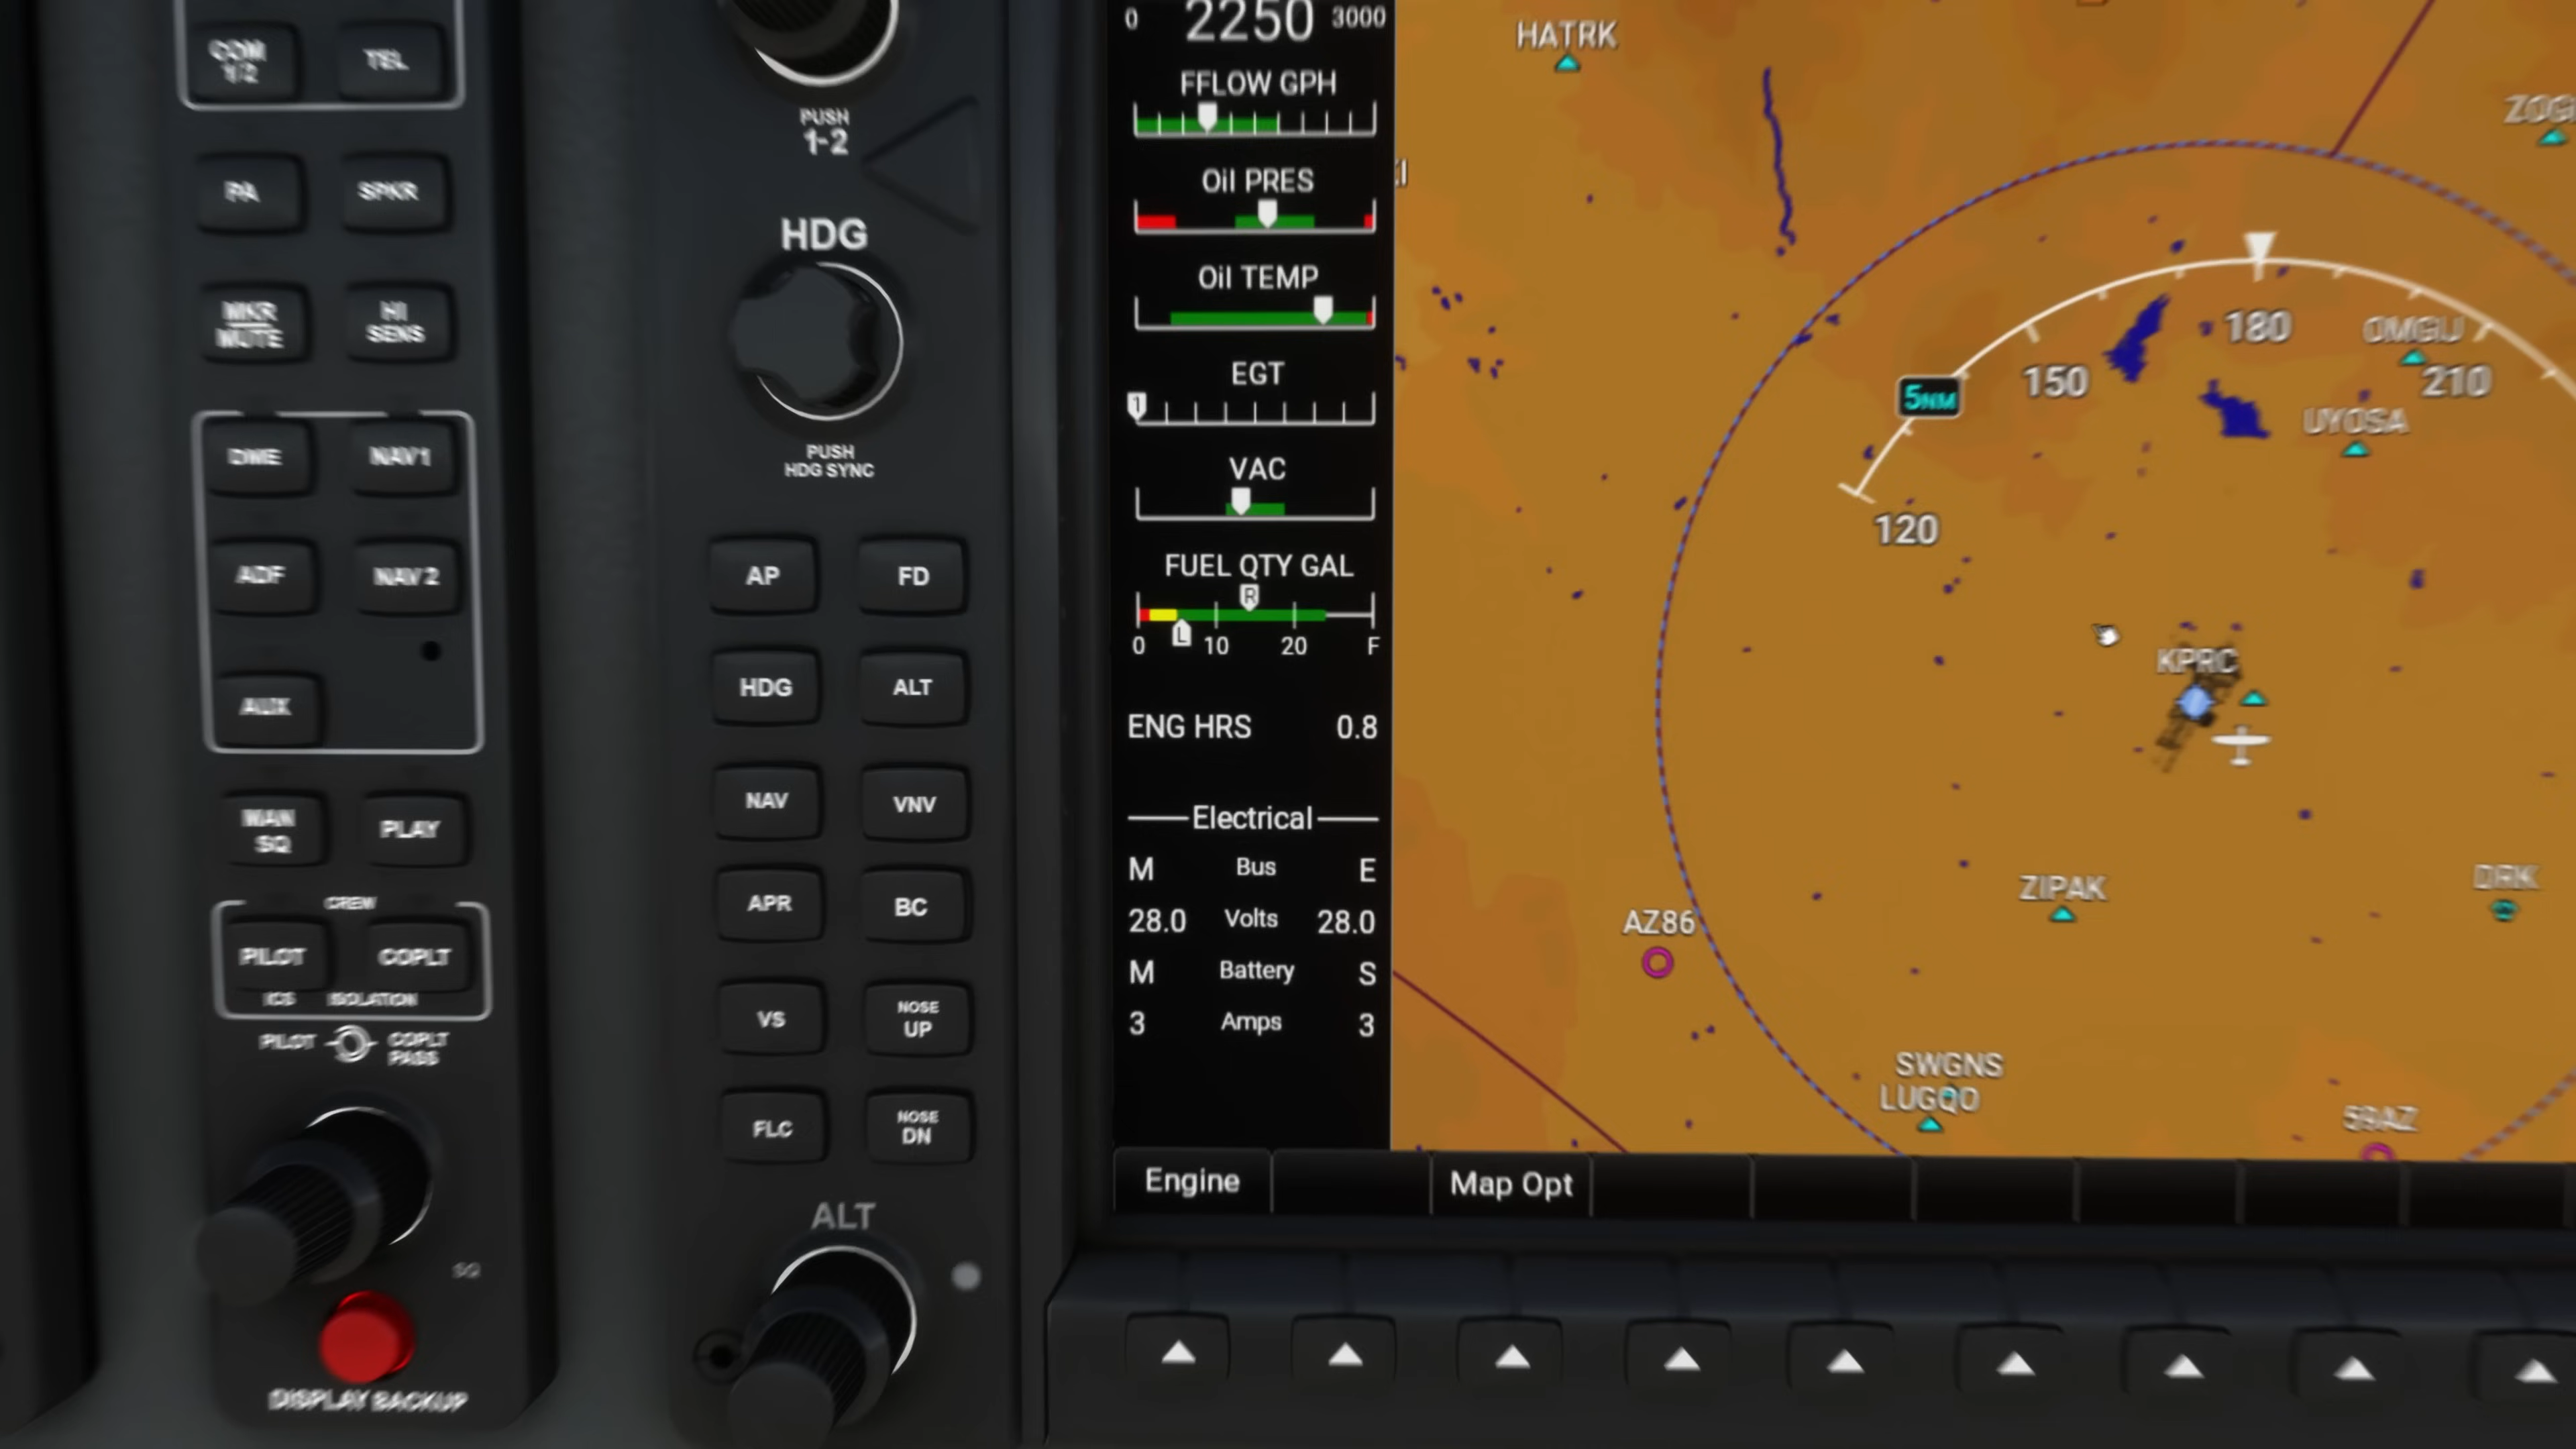 COM
1/2
TEL
PA
SPKR
MKR
MUTE
HI
SENS
DME
NAV1
ADF
NAV2
AUX
MAN
SQ
PLAY
CREW
PILOT
COPLT
ICS ISOLATION
PILOT
COPLT
PASS
SQ
DISPLAY BACKUP
PUSH
1-2
HDG
PUSH
HDG SYNC
AP
FD
HDG
ALT
NAV
VNV
APR
BC
VS
NOSE
UP
FLC
NOSE
DN
ALT
0 2250 3000
FFLOW GPH
Oil PRES
Oil TEMP
EGT
1
VAC
FUEL QTY GAL
R
L
0 10 20 F
ENG HRS 0.8
Electrical
M Bus E
28.0 Volts 28.0
M Battery S
3 Amps 3
Engine
Map Opt
HATRK
180
OMGIJ
150
210
5NM
UYOSA
120
KPRC
ZIPAK
DRK
AZ86
SWGNS
LUGQO
59AZ